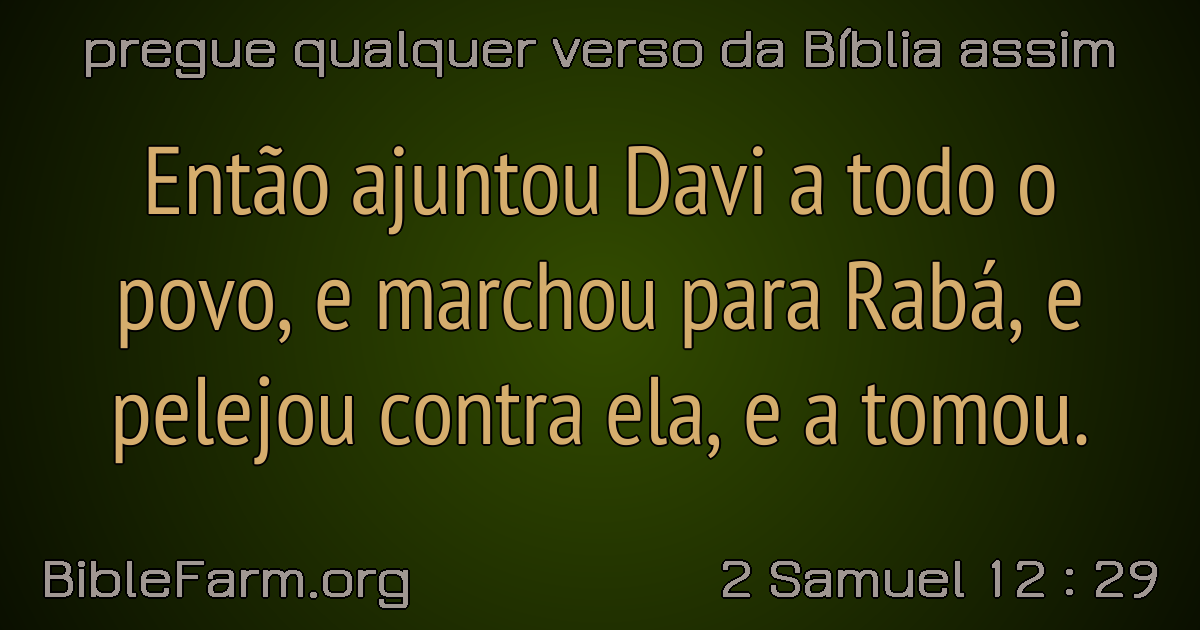 pregue qualquer verso da Bíblia assim
Então ajuntou Davi a todo o
povo, e marchou para Rabá, e
pelejou contra ela, e a tomou.
BibleFarm.org
2 Samuel 12 : 29